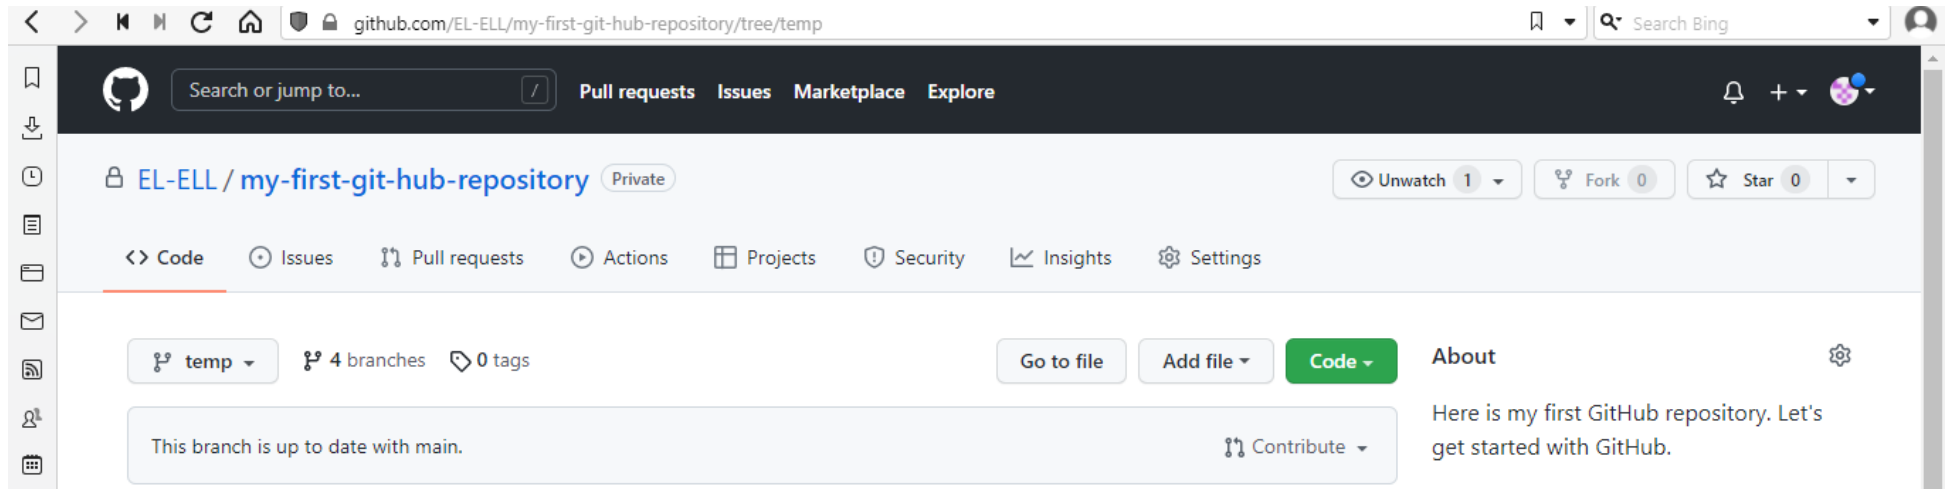 github.com/EL-ELL/my-first-git-hub-repository/tree/temp Search Bing
Search or jump to... / Pull requests Issues Marketplace Explore
EL-ELL / my-first-git-hub-repository Private Unwatch 1 Fork 0 Star 0
<> Code Issues Pull requests Actions Projects Security Insights Settings
temp 4 branches 0 tags Go to file Add file Code
This branch is up to date with main. Contribute
About
Here is my first GitHub repository. Let's
get started with GitHub.